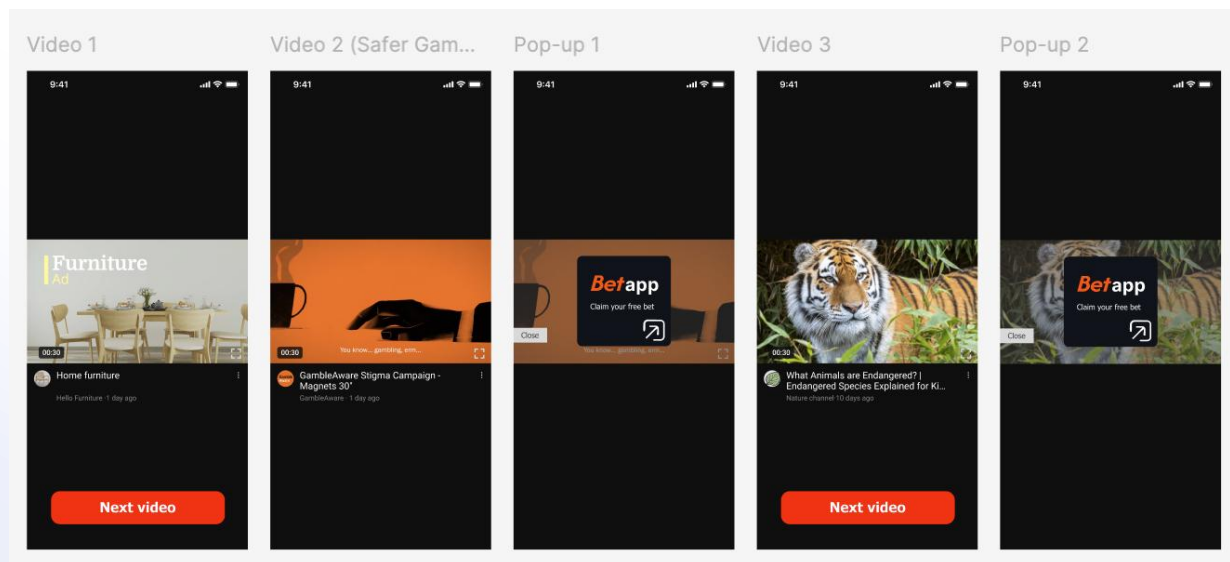 Video 1
Video 2 (Safer Gam...
Pop-up 1
Video 3
Pop-up 2
9:41
Furniture
Ad
00:30
Home furniture
Hello Furniture · 1 day ago
Next video
9:41
00:30
You know... gambling, erm...
GambleAware Stigma Campaign -
Magnets 30"
GambleAware · 1 day ago
9:41
Betapp
Claim your free bet
Close
You know... gambling, erm...
9:41
00:30
What Animals are Endangered? |
Endangered Species Explained for Ki...
Nature channel 10 days ago
Next video
9:41
Betapp
Claim your free bet
Close